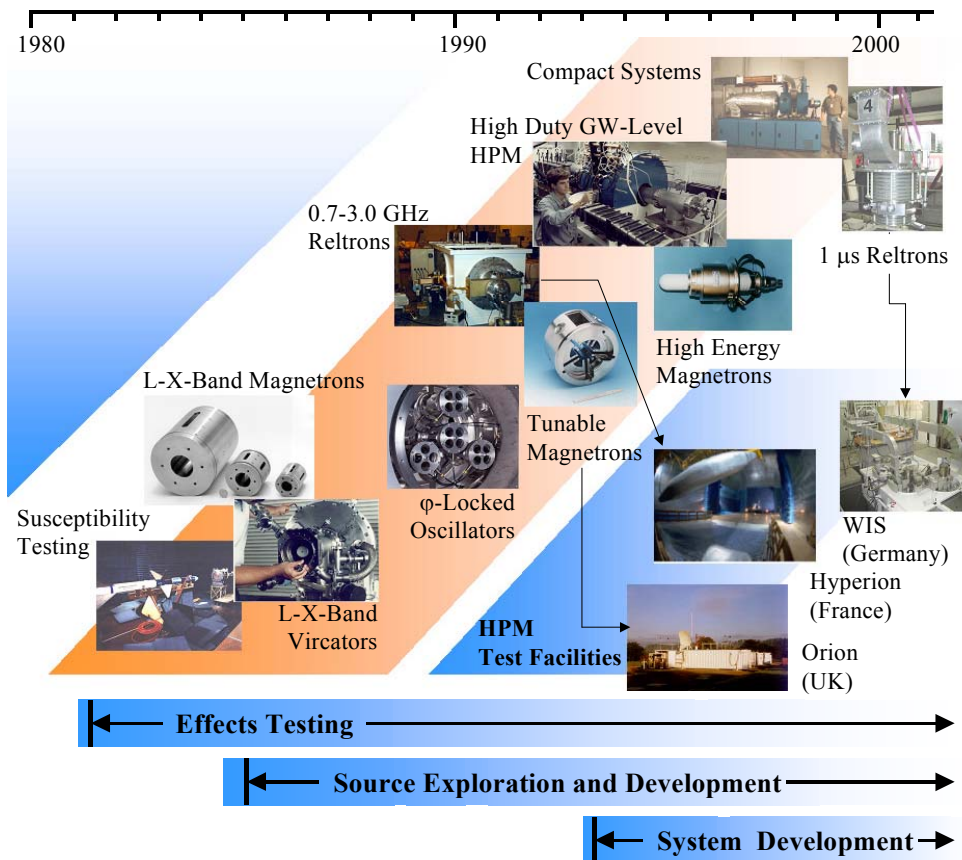 1980
1990
2000
Compact Systems
4
High Duty GW-Level
HPM
0.7-3.0 GHz
Reltrons
1 μs Reltrons
High Energy
Magnetrons
L-X-Band Magnetrons
Tunable
Magnetrons
φ-Locked
Oscillators
Susceptibility
Testing
L-X-Band
Vircators
WIS
(Germany)
Hyperion
(France)
HPM
Test Facilities
Orion
(UK)
Effects Testing
Source Exploration and Development
System Development